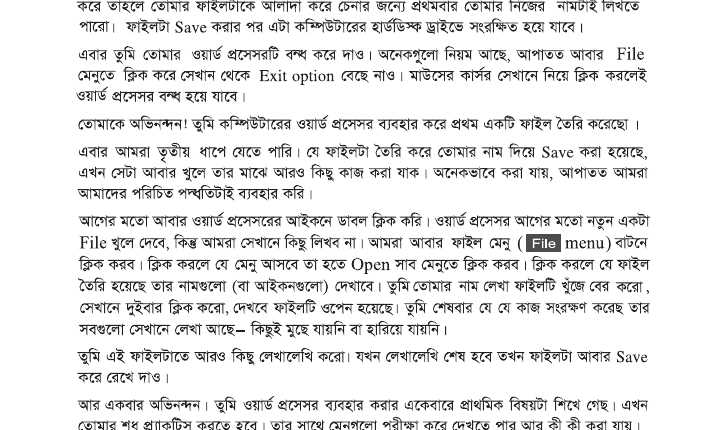 করে তাহলে তোমার ফাইলটাকে আলাদা করে চেনার জন্যে প্রথমবার তোমার নিজের নামটাই লিখতে
পারো। ফাইলটা Save করার পর এটা কম্পিউটারের হার্ডডিস্ক ড্রাইভে সংরক্ষিত হয়ে যাবে।
এবার তুমি তোমার ওয়ার্ড প্রসেসরটি বন্ধ করে দাও। অনেকগুলো নিয়ম আছে, আপাতত আবার File
মেনুতে ক্লিক করে সেখান থেকে Exit option বেছে নাও। মাউসের কার্সর সেখানে নিয়ে ক্লিক করলেই
ওয়ার্ড প্রসেসর বন্ধ হয়ে যাবে।
তোমাকে অভিনন্দন! তুমি কম্পিউটারের ওয়ার্ড প্রসেসর ব্যবহার করে প্রথম একটি ফাইল তৈরি করেছো ।
এবার আমরা তৃতীয় ধাপে যেতে পারি। যে ফাইলটা তৈরি করে তোমার নাম দিয়ে Save করা হয়েছে,
এখন সেটা আবার খুলে তার মাঝে আরও কিছু কাজ করা যাক। অনেকভাবে করা যায়, আপাতত আমরা
আমাদের পরিচিত পদ্ধতিটাই ব্যবহার করি।
আগের মতো আবার ওয়ার্ড প্রসেসরের আইকনে ডাবল ক্লিক করি। ওয়ার্ড প্রসেসর আগের মতো নতুন একটা
File খুলে দেবে, কিন্তু আমরা সেখানে কিছু লিখব না। আমরা আবার ফাইল মেনু ( File menu) বাটনে
ক্লিক করব। ক্লিক করলে যে মেনু আসবে তা হতে Open সাব মেনুতে ক্লিক করব। ক্লিক করলে যে ফাইল
তৈরি হয়েছে তার নামগুলো (বা আইকনগুলো) দেখাবে। তুমি তোমার নাম লেখা ফাইলটি খুঁজে বের করো ,
সেখানে দুইবার ক্লিক করো, দেখবে ফাইলটি ওপেন হয়েছে। তুমি শেষবার যে যে কাজ সংরক্ষণ করেছ তার
সবগুলো সেখানে লেখা আছে– কিছুই মুছে যায়নি বা হারিয়ে যায়নি।
তুমি এই ফাইলটাতে আরও কিছু লেখালেখি করো। যখন লেখালেখি শেষ হবে তখন ফাইলটা আবার Save
করে রেখে দাও।
আর একবার অভিনন্দন। তুমি ওয়ার্ড প্রসেসর ব্যবহার করার একেবারে প্রাথমিক বিষয়টা শিখে গেছ। এখন
তোমার শুধু প্র্যাকটিস করতে হবে। তার সাথে মেনুগুলো পরীক্ষা করে দেখতে পার আর কী কী করা যায়।